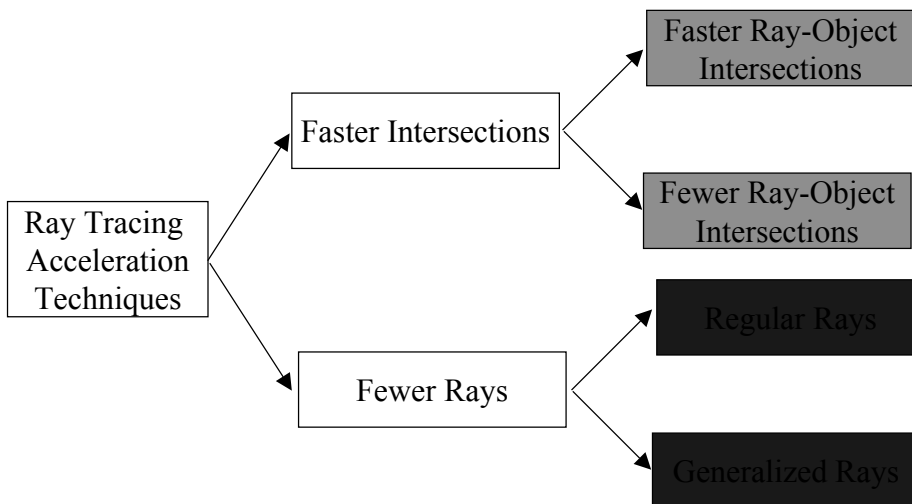 Ray Tracing
Acceleration
Techniques
Faster Intersections
Fewer Rays
Faster Ray-Object
Intersections
Fewer Ray-Object
Intersections
Regular Rays
Generalized Rays